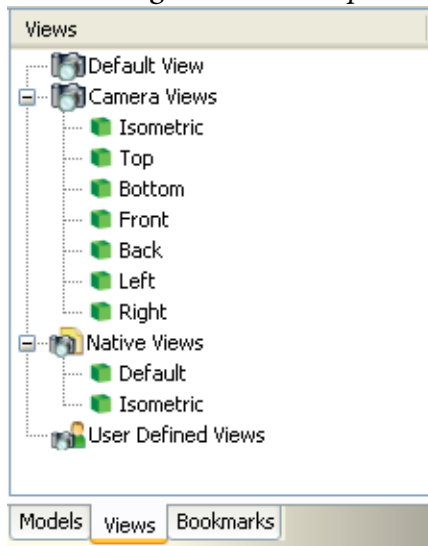 Views
Default View
Camera Views
Isometric
Top
Bottom
Front
Back
Left
Right
Native Views
Default
Isometric
User Defined Views
Models Views Bookmarks